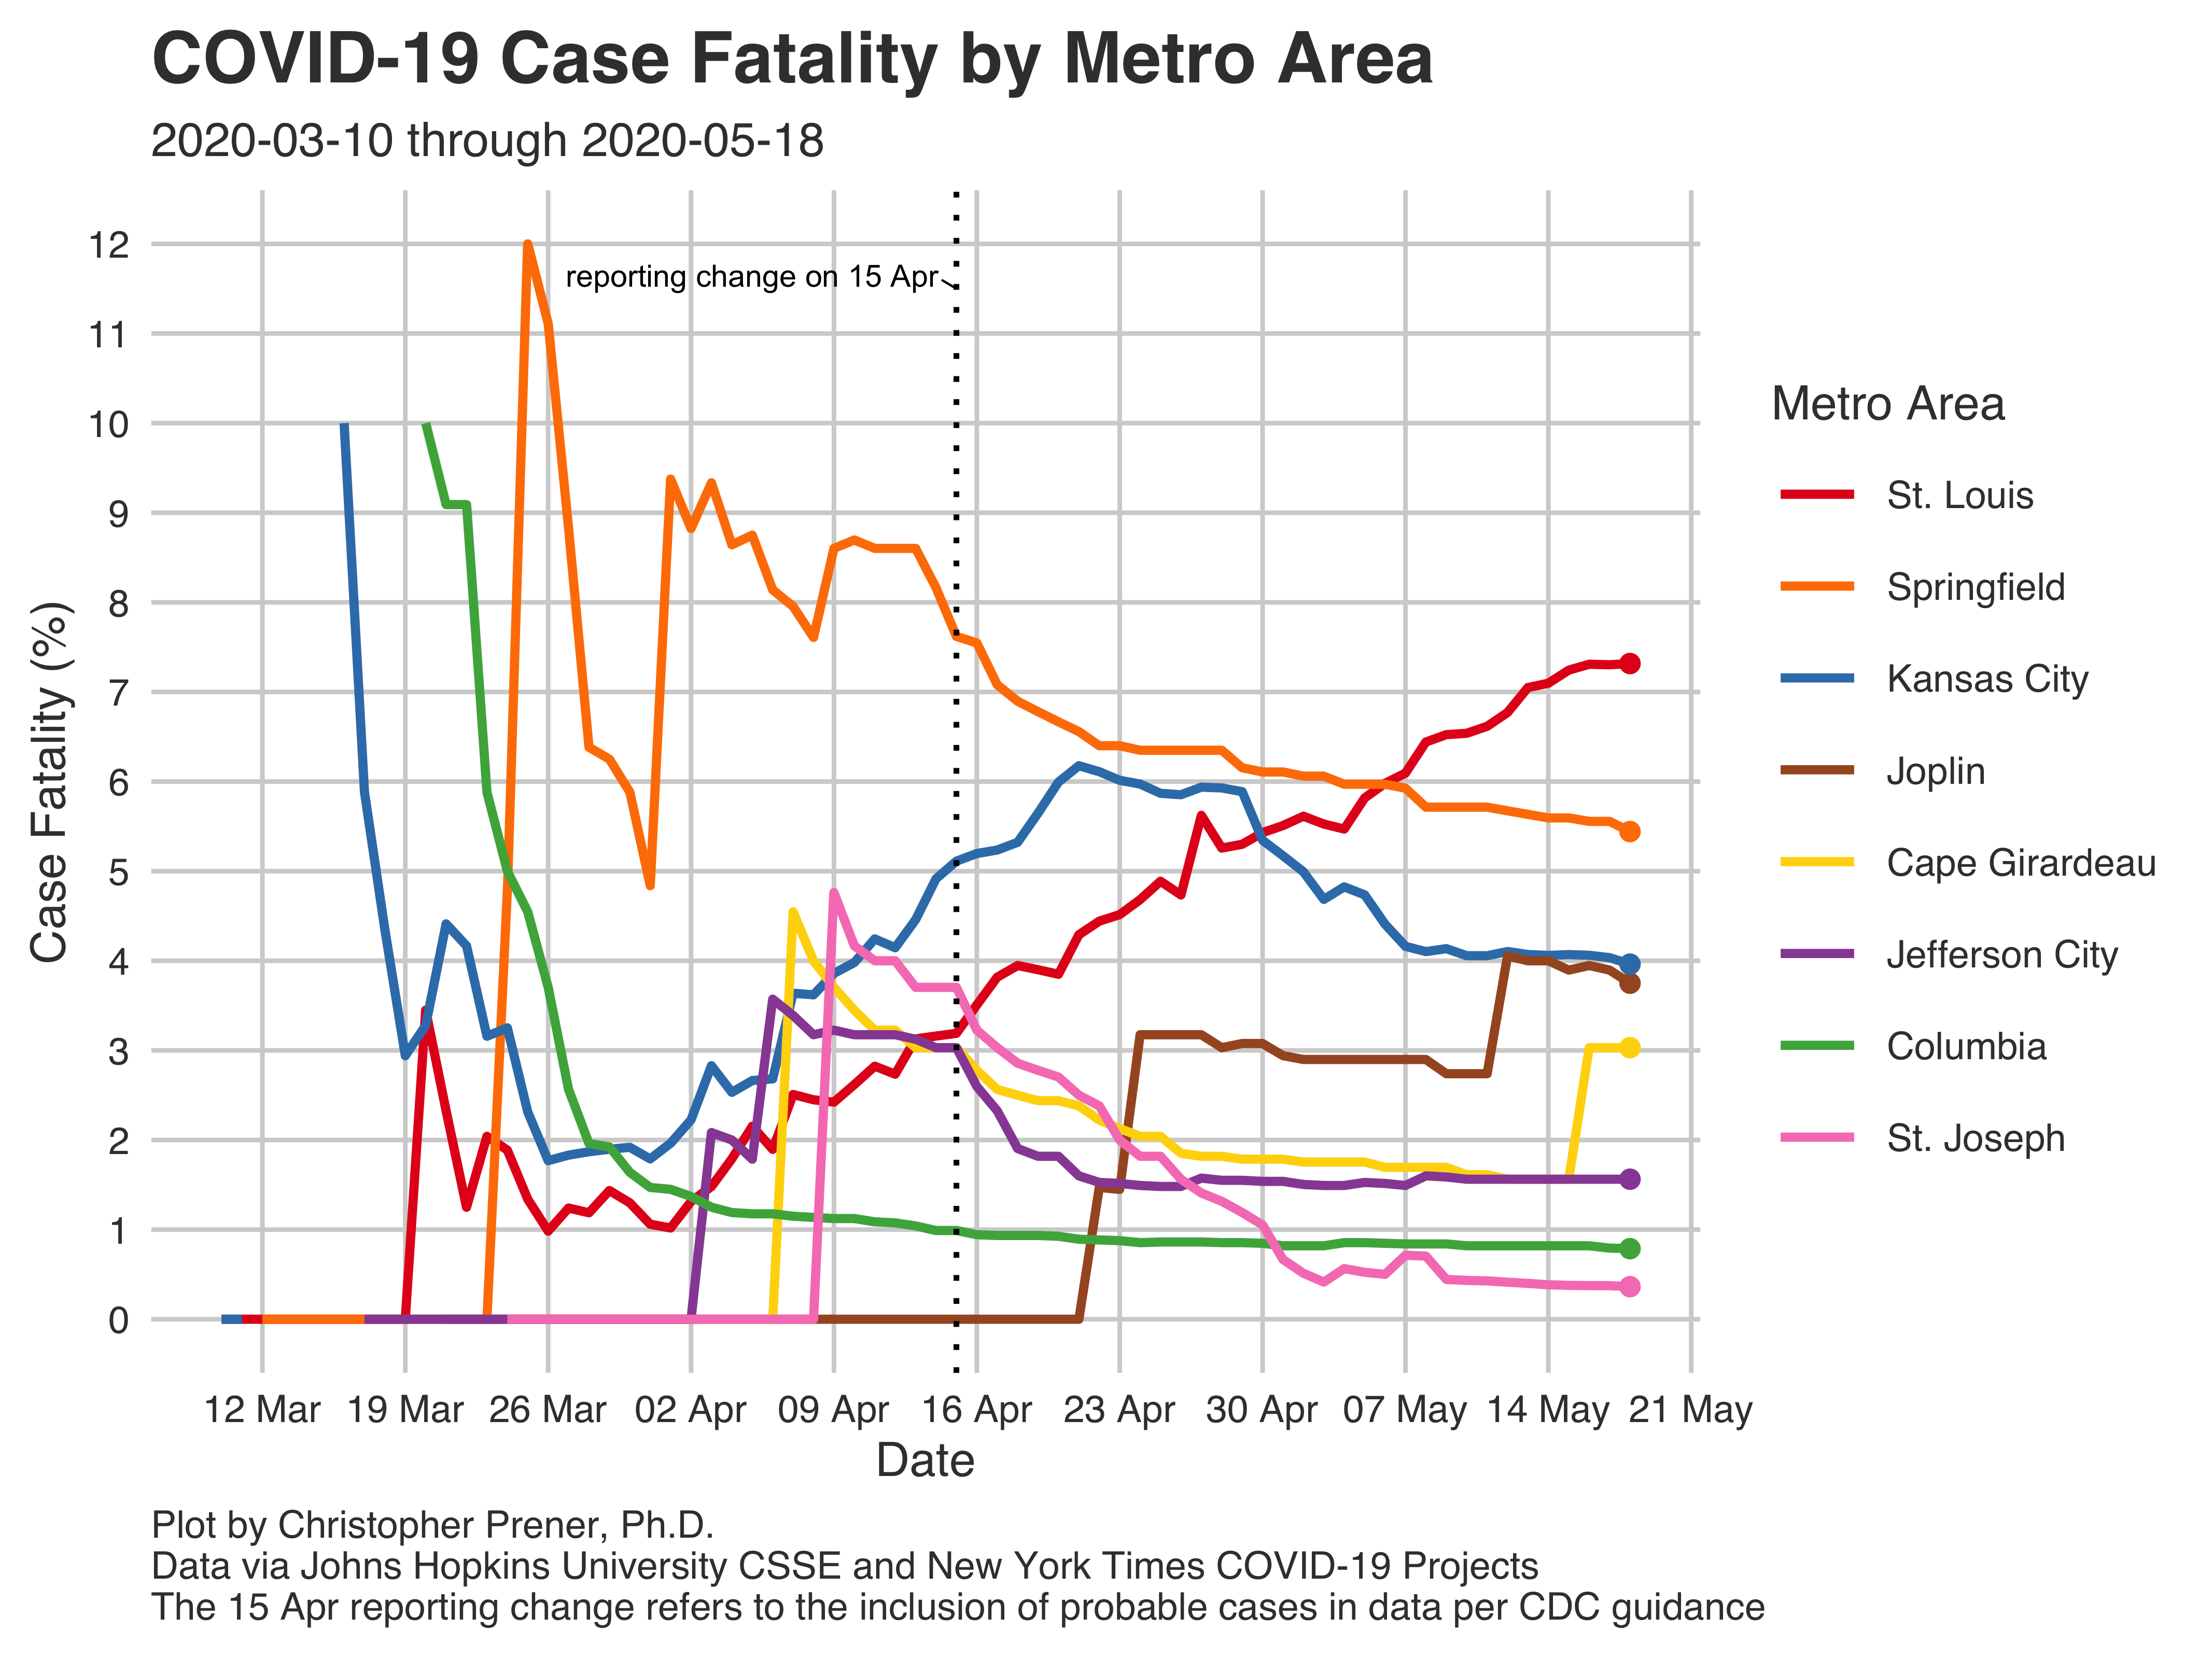 COVID-19 Case Fatality by Metro Area
2020-03-10 through 2020-05-18
12
11
10
9
8
7
6
5
4
3
2
1
0
Case Fatality (%)
reporting change on 15 Apr
12 Mar 19 Mar 26 Mar 02 Apr 09 Apr 16 Apr 23 Apr 30 Apr 07 May 14 May 21 May
Date
Metro Area
St. Louis
Springfield
Kansas City
Joplin
Cape Girardeau
Jefferson City
Columbia
St. Joseph
Plot by Christopher Prener, Ph.D.
Data via Johns Hopkins University CSSE and New York Times COVID-19 Projects
The 15 Apr reporting change refers to the inclusion of probable cases in data per CDC guidance